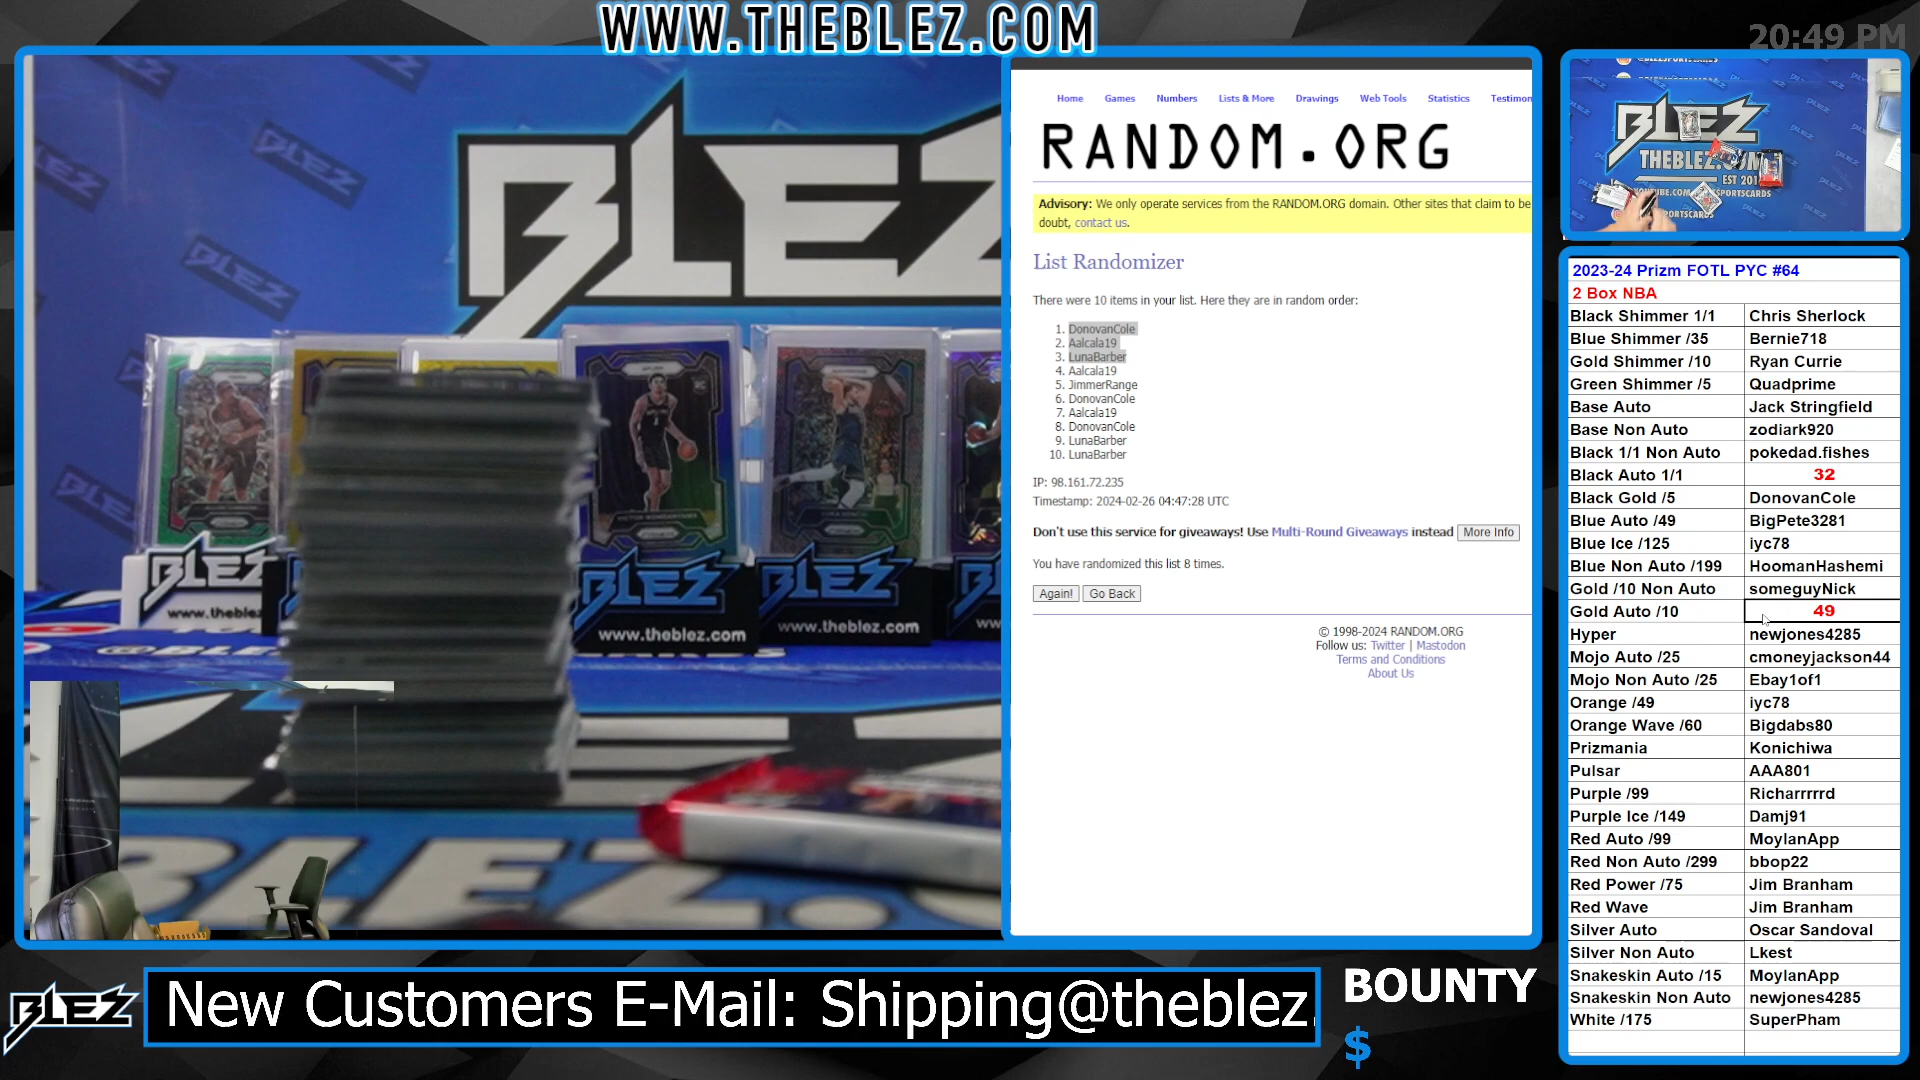 WWW.THEBLEZ.COM
20:49 PM
BLEZ
www.theblez.com
www.theblez.com
Home Games Numbers Lists & More Drawings Web Tools Statistics Testimon
RANDOM.ORG
Advisory: We only operate services from the RANDOM.ORG domain. Other sites that claim to be
doubt, contact us.
List Randomizer
There were 10 items in your list. Here they are in random order:
1. DonovanCole
2. Aalcala19
3. LunaBarber
4. Aalcala19
5. JimmerRange
6. DonovanCole
7. Aalcala19
8. DonovanCole
9. LunaBarber
10. LunaBarber
IP: 98.161.72.235
Timestamp: 2024-02-26 04:47:28 UTC
Don't use this service for giveaways! Use Multi-Round Giveaways instead More Info
You have randomized this list 8 times.
Again! Go Back
© 1998-2024 RANDOM.ORG
Follow us: Twitter | Mastodon
Terms and Conditions
About Us
BLEZ
THEBLEZ.COM
EST 201
2023-24 Prizm FOTL PYC #64
2 Box NBA
Black Shimmer 1/1 Chris Sherlock
Blue Shimmer /35 Bernie718
Gold Shimmer /10 Ryan Currie
Green Shimmer /5 Quadprime
Base Auto Jack Stringfield
Base Non Auto zodiark920
Black 1/1 Non Auto pokedad.fishes
Black Auto 1/1 32
Black Gold /5 DonovanCole
Blue Auto /49 BigPete3281
Blue Ice /125 iyc78
Blue Non Auto /199 HoomanHashemi
Gold /10 Non Auto someguyNick
Gold Auto /10 49
Hyper newjones4285
Mojo Auto /25 cmoneyjackson44
Mojo Non Auto /25 Ebay1of1
Orange /49 iyc78
Orange Wave /60 Bigdabs80
Prizmania Konichiwa
Pulsar AAA801
Purple /99 Richarrrrrd
Purple Ice /149 Damj91
Red Auto /99 MoylanApp
Red Non Auto /299 bbop22
Red Power /75 Jim Branham
Red Wave Jim Branham
Silver Auto Oscar Sandoval
Silver Non Auto Lkest
Snakeskin Auto /15 MoylanApp
Snakeskin Non Auto newjones4285
White /175 SuperPham
BLEZ
New Customers E-Mail: Shipping@theblez.
BOUNTY
$